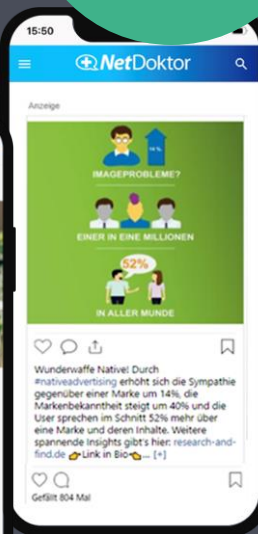 15:50
NetDoktor
Anzeige
14 %
IMAGEPROBLEME?
EINER IN EINE MILLIONEN
52%
IN ALLER MUNDE
Wunderwaffe Native! Durch
#nativeadvertising erhöht sich die Sympathie
gegenüber einer Marke um 14%, die
Markenbekanntheit steigt um 40% und die
User sprechen im Schnitt 52% mehr über
eine Marke und deren Inhalte. Weitere
spannende Insights gibt's hier: research-and-
find.de 👉Link in Bio👈... [+]
Gefällt 804 Mal